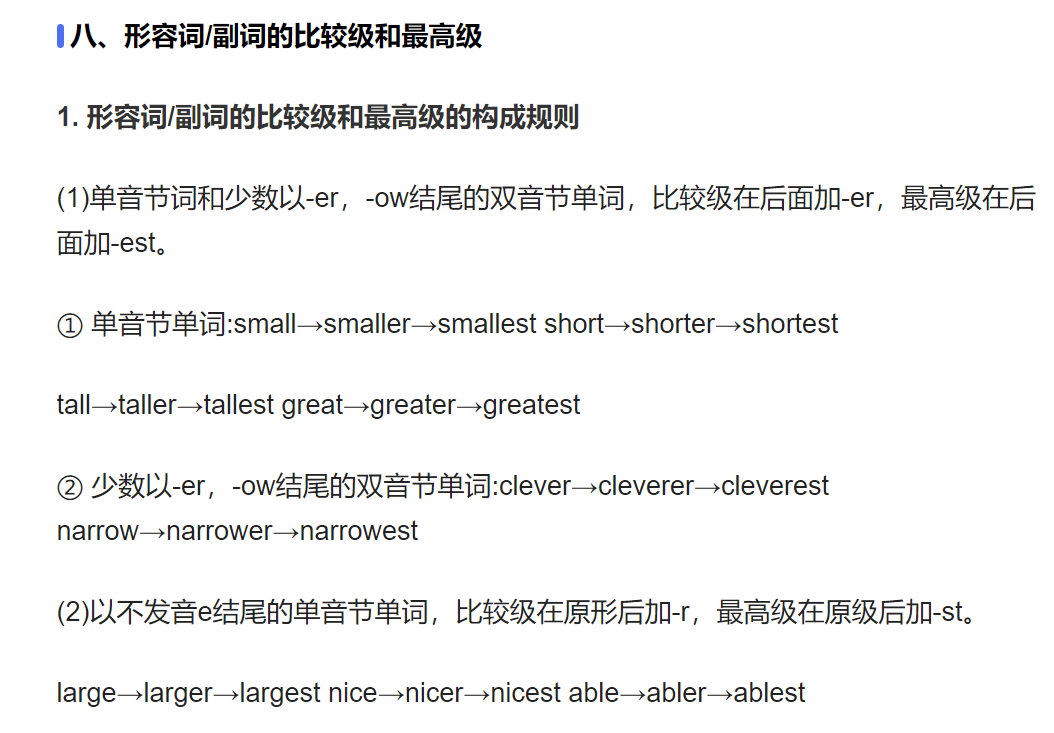 八、形容词/副词的比较级和最高级
1. 形容词/副词的比较级和最高级的构成规则
(1)单音节词和少数以-er，-ow结尾的双音节单词，比较级在后面加-er，最高级在后
面加-est。
① 单音节单词:small→smaller→smallest short→shorter→shortest
tall→taller→tallest great→greater→greatest
② 少数以-er，-ow结尾的双音节单词:clever→cleverer→cleverest
narrow→narrower→narrowest
(2)以不发音e结尾的单音节单词，比较级在原形后加-r，最高级在原级后加-st。
large→larger→largest nice→nicer→nicest able→abler→ablest